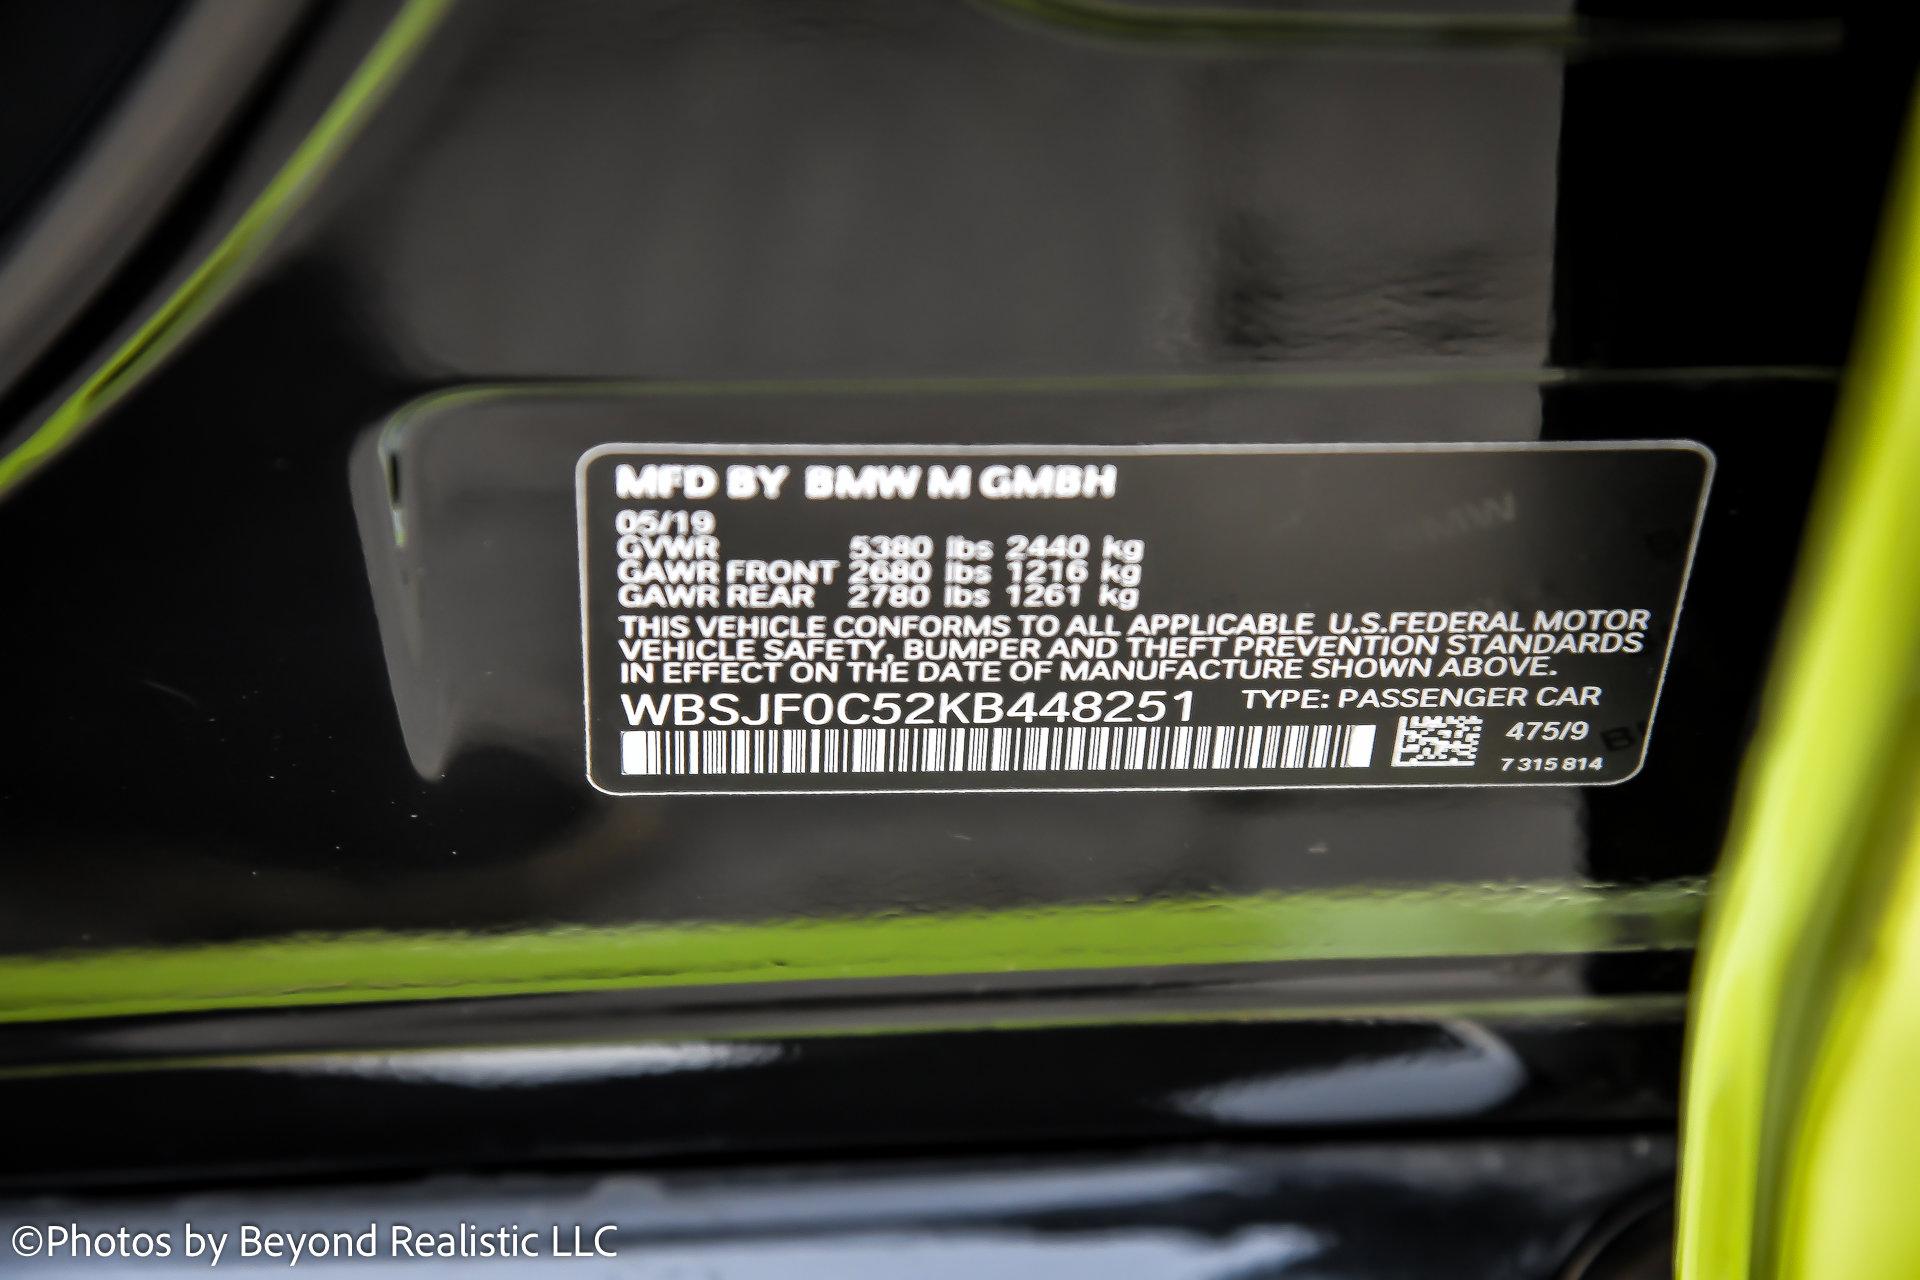 MFD BY BMW M GMBH
05/19
GVWR 5380 lbs 2440 kg
GAWR FRONT 2680 lbs 1216 kg
GAWR REAR 2780 lbs 1261 kg
THIS VEHICLE CONFORMS TO ALL APPLICABLE U.S.FEDERAL MOTOR
VEHICLE SAFETY, BUMPER AND THEFT PREVENTION STANDARDS
IN EFFECT ON THE DATE OF MANUFACTURE SHOWN ABOVE.
WBSJF0C52KB448251 TYPE: PASSENGER CAR
475/9
7 315 814
©Photos by Beyond Realistic LLC